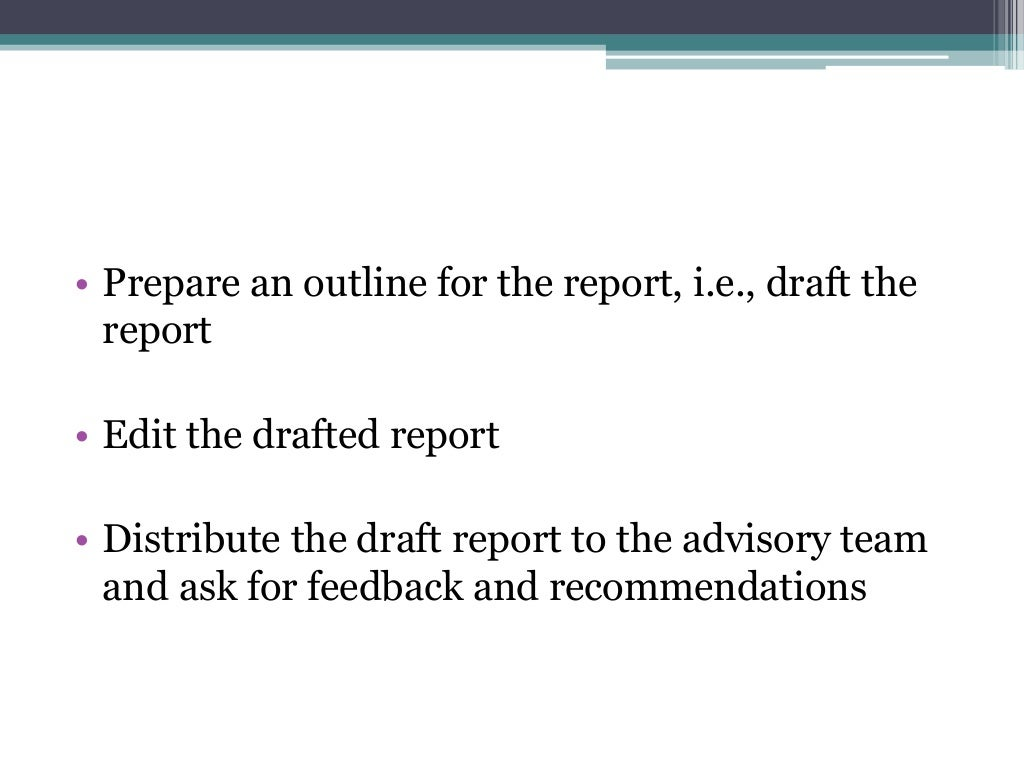 • Prepare an outline for the report, i.e., draft the
report
• Edit the drafted report
• Distribute the draft report to the advisory team
and ask for feedback and recommendations